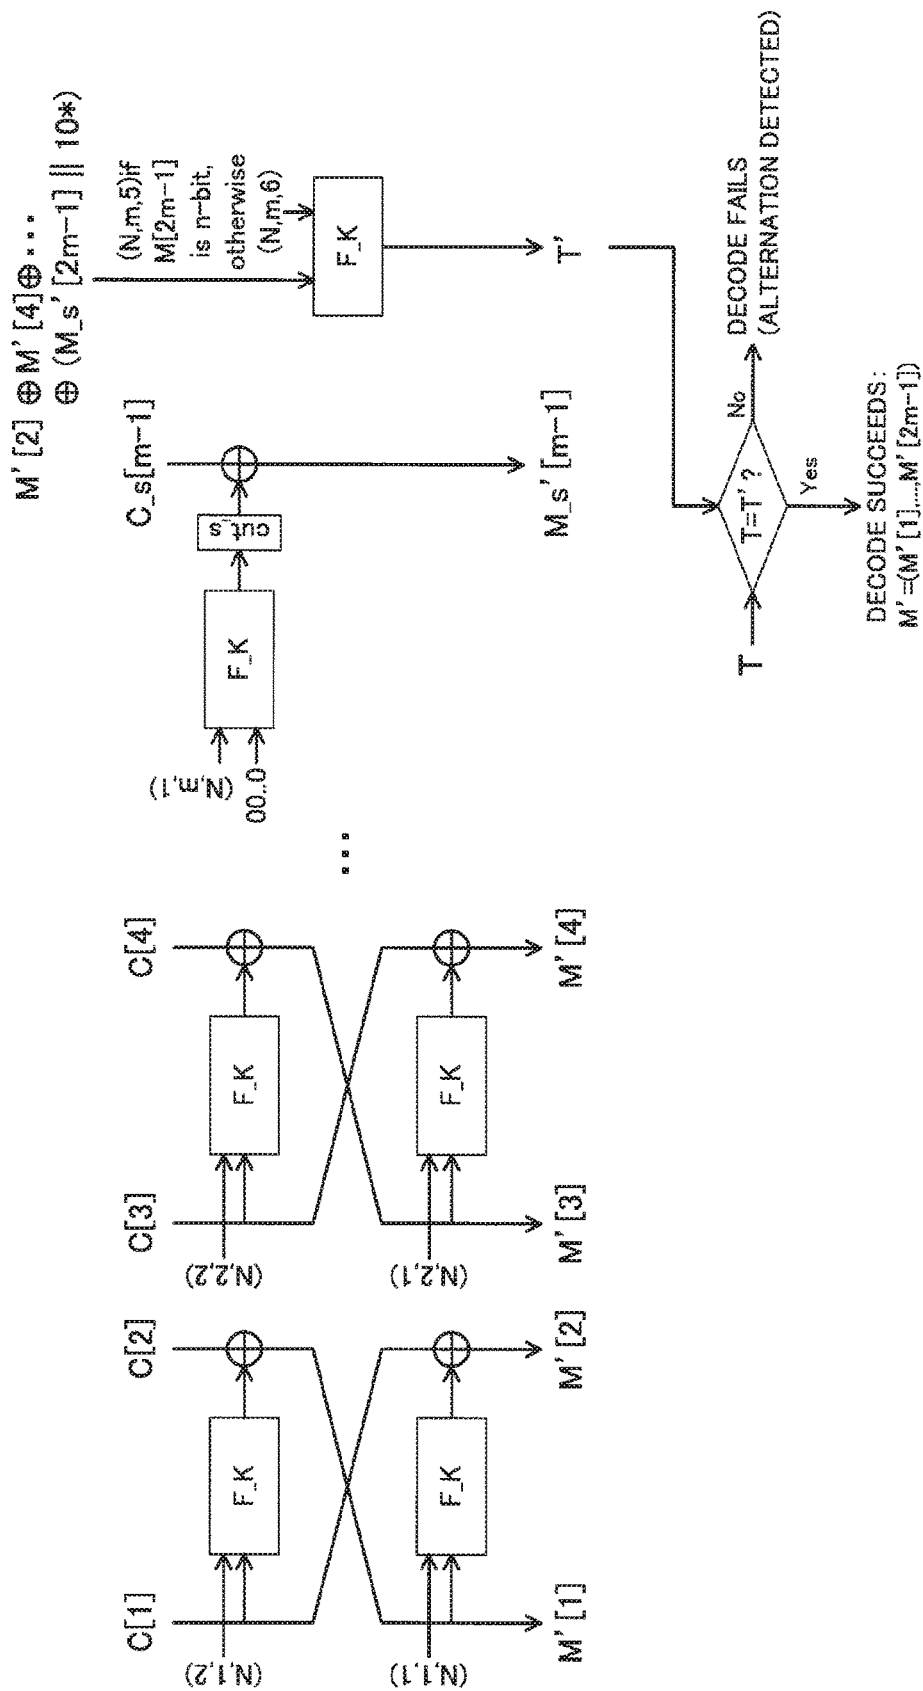 M'[2]⊕M'[4]⊕···
⊕ (M_s'[2m-1] || 10*)
C[1]
C[2]
C[3]
C[4]
C_s[m-1]
(N,m,5)if
M[2m-1]
is n-bit,
otherwise
(N,m,6)
(N,1,2)
F_K
(N,2,2)
F_K
(N,m,1)
00..0
F_K
cut_s
F_K
...
(N,1,1)
F_K
(N,2,1)
F_K
M'[1]
M'[2]
M'[3]
M'[4]
M_s'[m-1]
T'
T
T=T'?
No
DECODE FAILS
(ALTERNATION DETECTED)
Yes
DECODE SUCCEEDS:
M'=(M'[1],...,M'[2m-1])